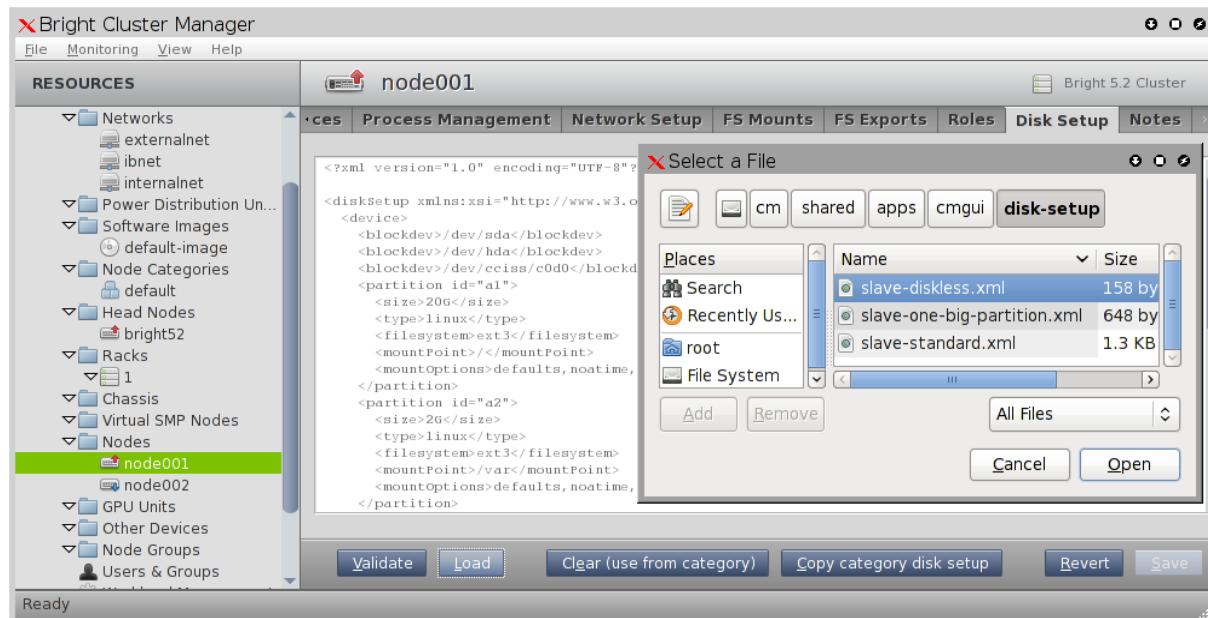 Bright Cluster Manager
File Monitoring View Help
RESOURCES
node001
Bright 5.2 Cluster
Networks
externalnet
ibnet
internalnet
Power Distribution Un...
Software Images
default-image
Node Categories
default
Head Nodes
bright52
Racks
1
Chassis
Virtual SMP Nodes
Nodes
node001
node002
GPU Units
Other Devices
Node Groups
Users & Groups
ces Process Management Network Setup FS Mounts FS Exports Roles Disk Setup Notes
<?xml version="1.0" encoding="UTF-8"?
<diskSetup xmlns:xsi="http://www.w3.o
<device>
<blockdev>/dev/sda</blockdev>
<blockdev>/dev/hda</blockdev>
<blockdev>/dev/cciss/c0d0</blockd
<partition id="a1">
<size>20G</size>
<type>linux</type>
<filesystem>ext3</filesystem>
<mountPoint>/</mountPoint>
<mountOptions>defaults,noatime,
</partition>
<partition id="a2">
<size>2G</size>
<type>linux</type>
<filesystem>ext3</filesystem>
<mountPoint>/var</mountPoint>
<mountOptions>defaults,noatime,
</partition>
Select a File
cm shared apps cmgui disk-setup
Places
Search
Recently Us...
root
File System
Name Size
slave-diskless.xml 158 by
slave-one-big-partition.xml 648 by
slave-standard.xml 1.3 KB
Add Remove
All Files
Cancel Open
Validate Load Clear (use from category) Copy category disk setup Revert Save
Ready